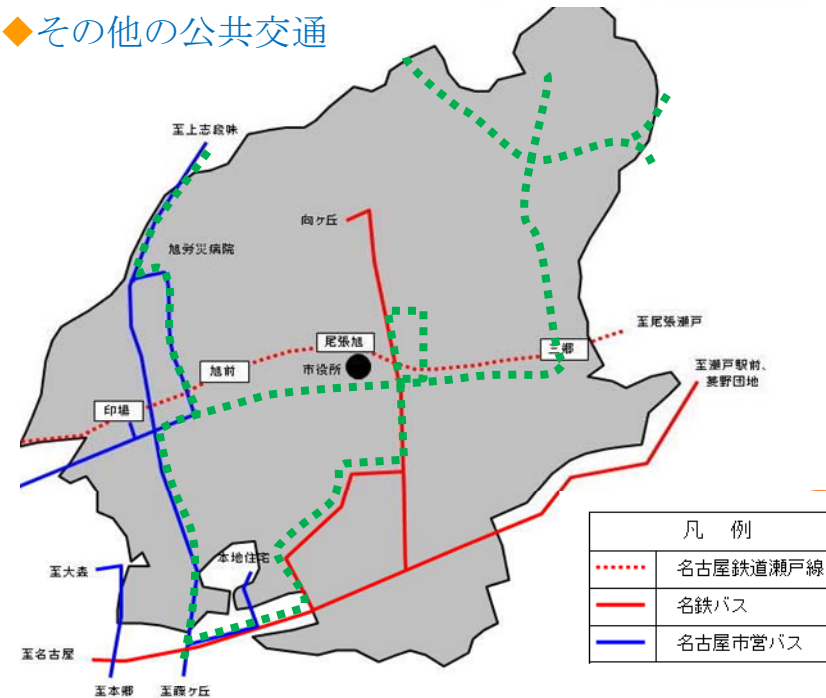 ◆その他の公共交通
至上志段味
向ヶ丘
旭労災病院
至尾張瀬戸
尾張旭
三郷
市役所
旭前
至瀬戸駅前、
菱野団地
印場
凡 例
名古屋鉄道瀬戸線
名鉄バス
名古屋市営バス
本地住宅
至大森
至名古屋
至本郷
至藤ヶ丘